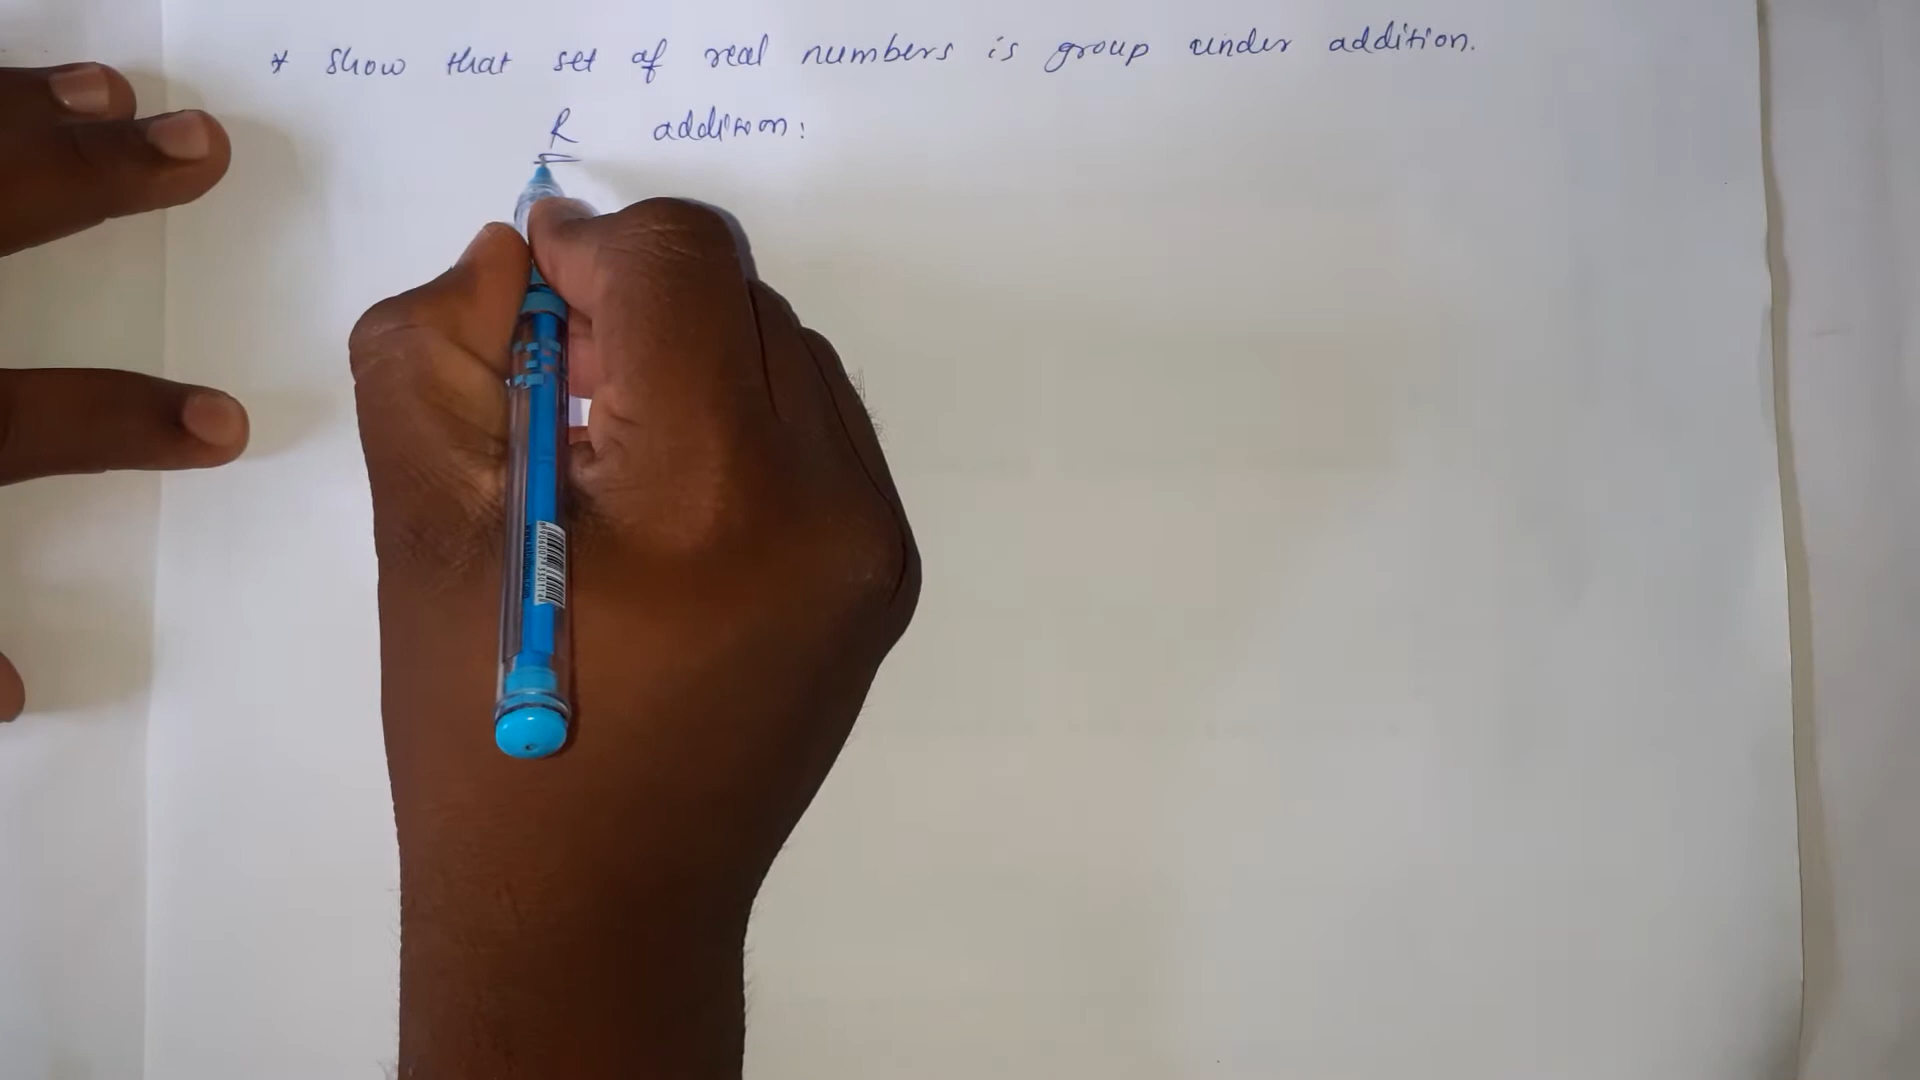 * Show that set of real numbers is group under addition.
R addition: